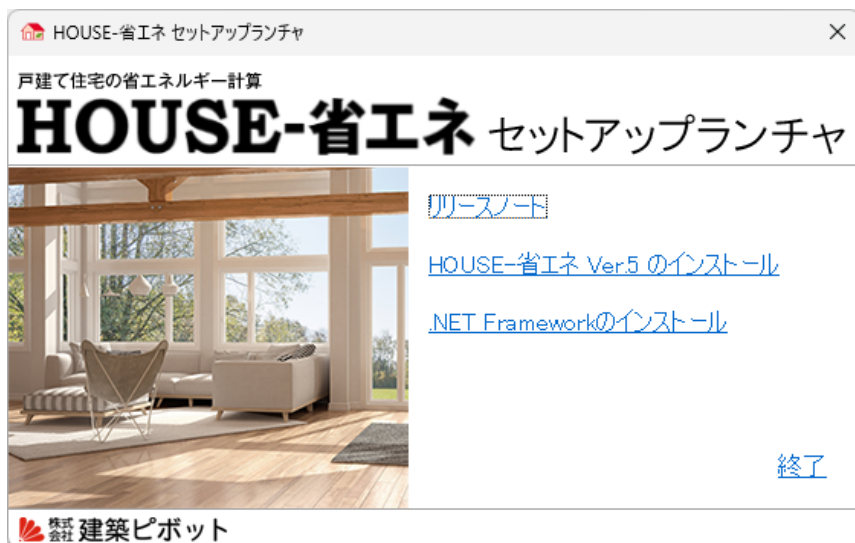 HOUSE-省エネ セットアップランチャ
戸建て住宅の省エネルギー計算
HOUSE-省エネ セットアップランチャ
リリースノート
HOUSE-省エネ Ver.5 のインストール
.NET Frameworkのインストール
終了
株式会社 建築ピボット